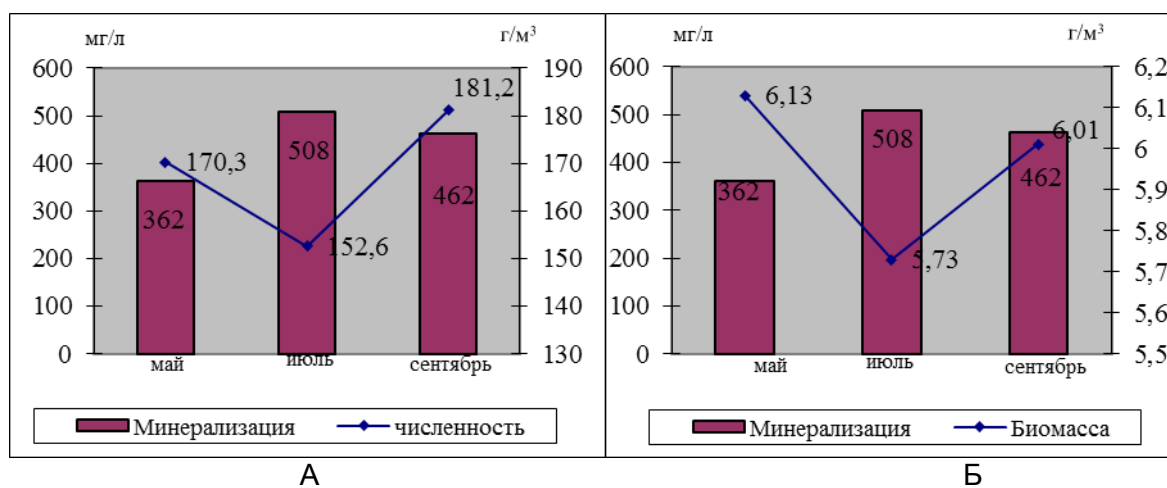 мг/л
г/м³
600
500
400
300
200
100
0
190
180
170
160
150
140
130
170,3
152,6
181,2
362
508
462
май
июль
сентябрь
Минерализация
численность
А
мг/л
г/м³
600
500
400
300
200
100
0
6,2
6,1
6
5,9
5,8
5,7
5,6
5,5
6,13
5,73
6,01
362
508
462
май
июль
сентябрь
Минерализация
Биомасса
Б